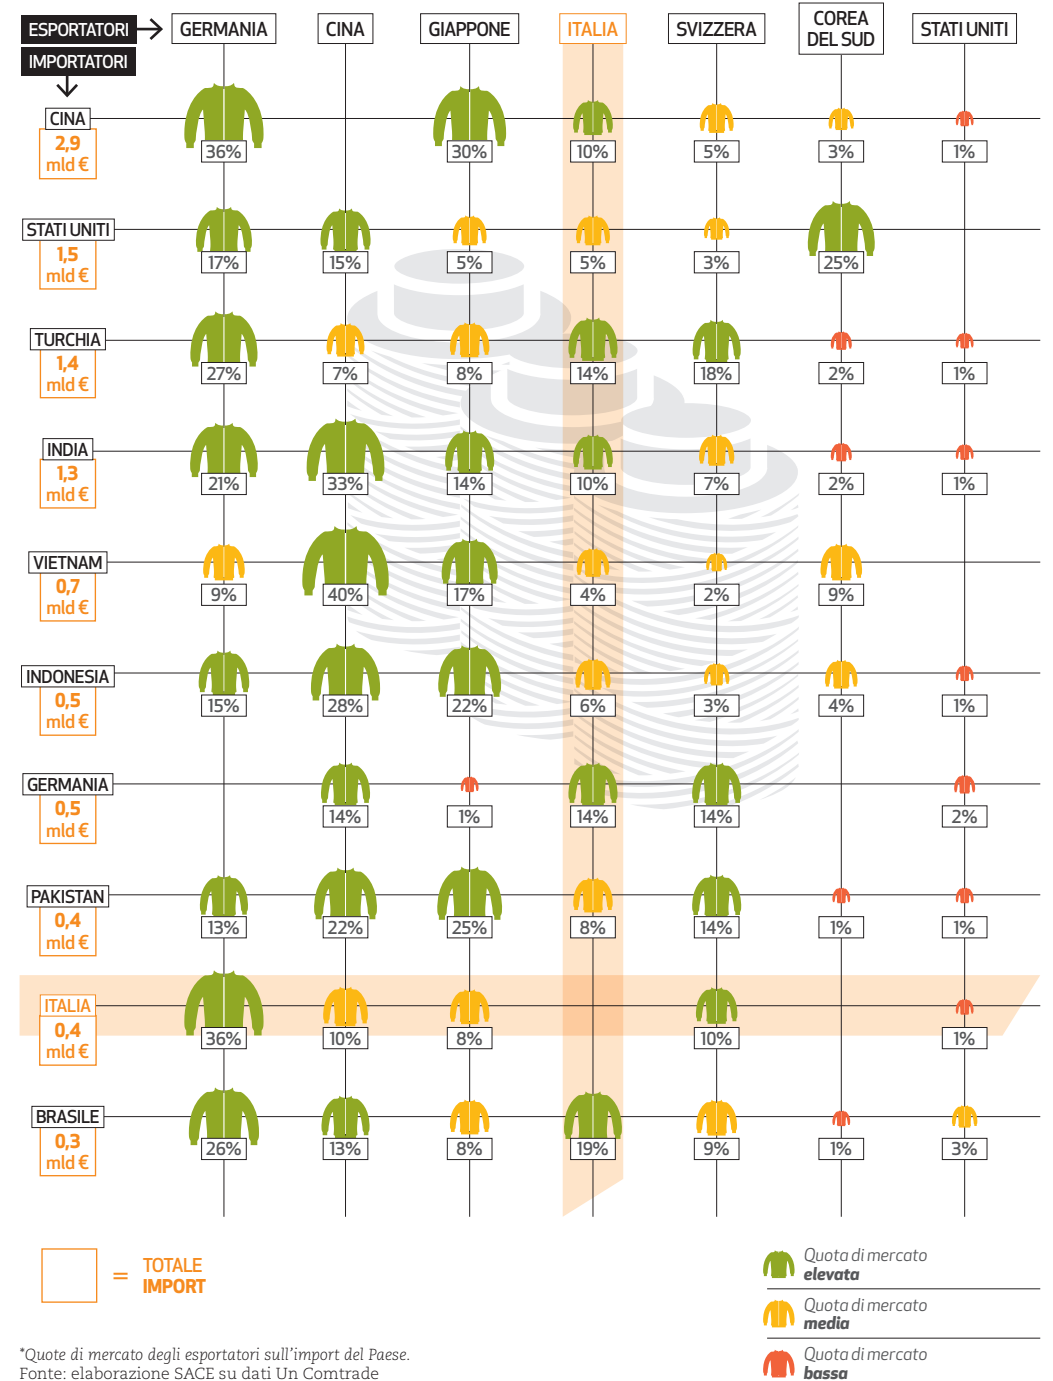 ESPORTATORI
GERMANIA
CINA
GIAPPONE
ITALIA
SVIZZERA
COREA
DEL SUD
STATI UNITI
IMPORTATORI
CINA
2,9
mld €
36%
30%
10%
5%
3%
1%
STATI UNITI
1,5
mld €
17%
15%
5%
5%
3%
25%
TURCHIA
1,4
mld €
27%
7%
8%
14%
18%
2%
1%
INDIA
1,3
mld €
21%
33%
14%
10%
7%
2%
1%
VIETNAM
0,7
mld €
9%
40%
17%
4%
2%
9%
INDONESIA
0,5
mld €
15%
28%
22%
6%
3%
4%
1%
GERMANIA
0,5
mld €
14%
1%
14%
14%
2%
PAKISTAN
0,4
mld €
13%
22%
25%
8%
14%
1%
1%
ITALIA
0,4
mld €
36%
10%
8%
10%
1%
BRASILE
0,3
mld €
26%
13%
8%
19%
9%
1%
3%
= TOTALE
IMPORT
Quota di mercato
elevata
Quota di mercato
media
Quota di mercato
bassa
*Quote di mercato degli esportatori sull'import del Paese.
Fonte: elaborazione SACE su dati Un Comtrade